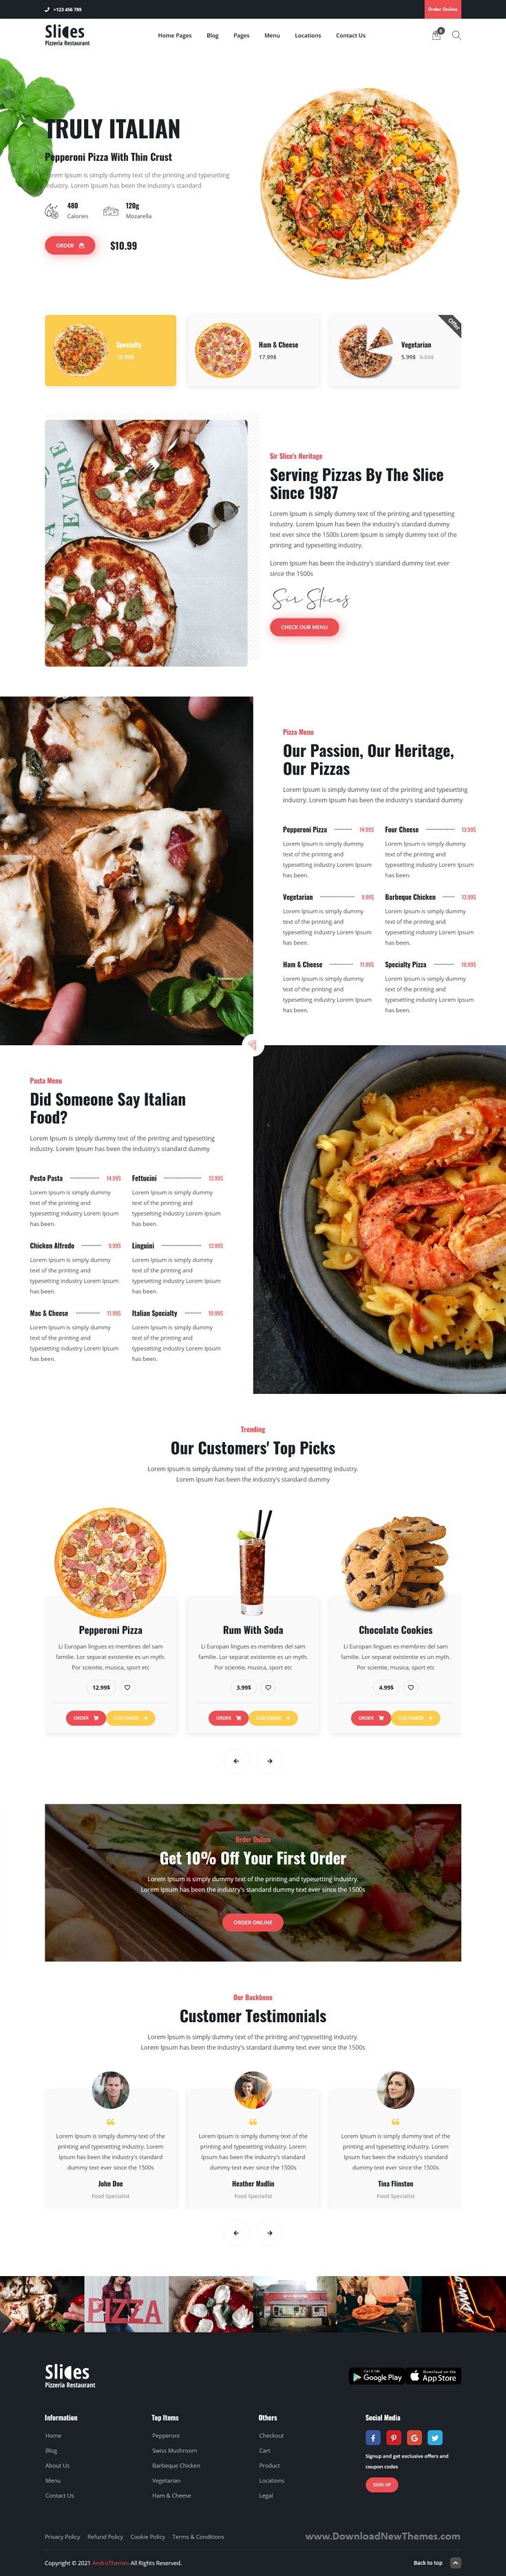 +123 456 789
Order Online
Slices
Pizzeria Restaurant
Home Pages Blog Pages Menu Locations Contact Us
TRULY ITALIAN
Pepperoni Pizza With Thin Crust
Lorem Ipsum is simply dummy text of the printing and typesetting
industry. Lorem Ipsum has been the industry's standard
480
Calories
120g
Mozarella
ORDER
$10.99
Specialty
10.99$
Ham & Cheese
17.99$
Vegetarian
5.99$ 8.99$
Offer
TEVERE
Sir Slice's Heritage
Serving Pizzas By The Slice
Since 1987
Lorem Ipsum is simply dummy text of the printing and typesetting
industry. Lorem Ipsum has been the industry's standard dummy
text ever since the 1500s Lorem Ipsum is simply dummy text of the
printing and typesetting industry.
Lorem Ipsum has been the industry's standard dummy text ever
since the 1500s
Sir Slices
CHECK OUR MENU
Pizza Menu
Our Passion, Our Heritage,
Our Pizzas
Lorem Ipsum is simply dummy text of the printing and typesetting
industry. Lorem Ipsum has been the industry's standard dummy
Pepperoni Pizza 14.99$
Lorem Ipsum is simply dummy
text of the printing and
typesetting industry Lorem Ipsum
has been.
Four Cheese 13.99$
Lorem Ipsum is simply dummy
text of the printing and
typesetting industry Lorem Ipsum
has been.
Vegetarian 9.99$
Lorem Ipsum is simply dummy
text of the printing and
typesetting industry Lorem Ipsum
has been.
Barbeque Chicken 13.99$
Lorem Ipsum is simply dummy
text of the printing and
typesetting industry Lorem Ipsum
has been.
Ham & Cheese 11.99$
Lorem Ipsum is simply dummy
text of the printing and
typesetting industry Lorem Ipsum
has been.
Specialty Pizza 10.99$
Lorem Ipsum is simply dummy
text of the printing and
typesetting industry Lorem Ipsum
has been.
Pasta Menu
Did Someone Say Italian
Food?
Lorem Ipsum is simply dummy text of the printing and typesetting
industry. Lorem Ipsum has been the industry's standard dummy
Pesto Pasta 14.99$
Lorem Ipsum is simply dummy
text of the printing and
typesetting industry Lorem Ipsum
has been.
Fettucini 13.99$
Lorem Ipsum is simply dummy
text of the printing and
typesetting industry Lorem Ipsum
has been.
Chicken Alfredo 9.99$
Lorem Ipsum is simply dummy
text of the printing and
typesetting industry Lorem Ipsum
has been.
Linguini 13.99$
Lorem Ipsum is simply dummy
text of the printing and
typesetting industry Lorem Ipsum
has been.
Mac & Cheese 11.99$
Lorem Ipsum is simply dummy
text of the printing and
typesetting industry Lorem Ipsum
has been.
Italian Specialty 10.99$
Lorem Ipsum is simply dummy
text of the printing and
typesetting industry Lorem Ipsum
has been.
Trending
Our Customers' Top Picks
Lorem Ipsum is simply dummy text of the printing and typesetting industry.
Lorem Ipsum has been the industry's standard dummy
Pepperoni Pizza
Li Europan lingues es membres del sam
familie. Lor separat existentie es un myth.
Por scientie, musica, sport etc
12.99$
ORDER CUSTOMIZE
Rum With Soda
Li Europan lingues es membres del sam
familie. Lor separat existentie es un myth.
Por scientie, musica, sport etc
3.99$
ORDER CUSTOMIZE
Chocolate Cookies
Li Europan lingues es membres del sam
familie. Lor separat existentie es un myth.
Por scientie, musica, sport etc
4.99$
ORDER CUSTOMIZE
Order Online
Get 10% Off Your First Order
Lorem Ipsum is simply dummy text of the printing and typesetting industry.
Lorem Ipsum has been the industry's standard dummy text ever since the 1500s
ORDER ONLINE
Our Backbone
Customer Testimonials
Lorem Ipsum is simply dummy text of the printing and typesetting industry.
Lorem Ipsum has been the industry's standard dummy text ever since the 1500s
Lorem Ipsum is simply dummy text of the
printing and typesetting industry. Lorem
Ipsum has been the industry's standard
dummy text ever since the 1500s
John Doe
Food Specialist
Lorem Ipsum is simply dummy text of the
printing and typesetting industry. Lorem
Ipsum has been the industry's standard
dummy text ever since the 1500s
Heather Madlin
Food Specialist
Lorem Ipsum is simply dummy text of the
printing and typesetting industry. Lorem
Ipsum has been the industry's standard
dummy text ever since the 1500s
Tina Flinston
Food Specialist
PIZZA
Slices
Pizzeria Restaurant
Get it on
Google Play
Download on the
App Store
Information
Home
Blog
About Us
Menu
Contact Us
Top Items
Pepperoni
Swiss Mushroom
Barbeque Chicken
Vegetarian
Ham & Cheese
Others
Checkout
Cart
Product
Locations
Legal
Social Media
Signup and get exclusive offers and
coupon codes
SIGN UP
Privacy Policy Refund Policy Cookie Policy Terms & Conditions
www.DownloadNewThemes.com
Copyright © 2021 AndroThemes All Rights Reserved.
Back to top